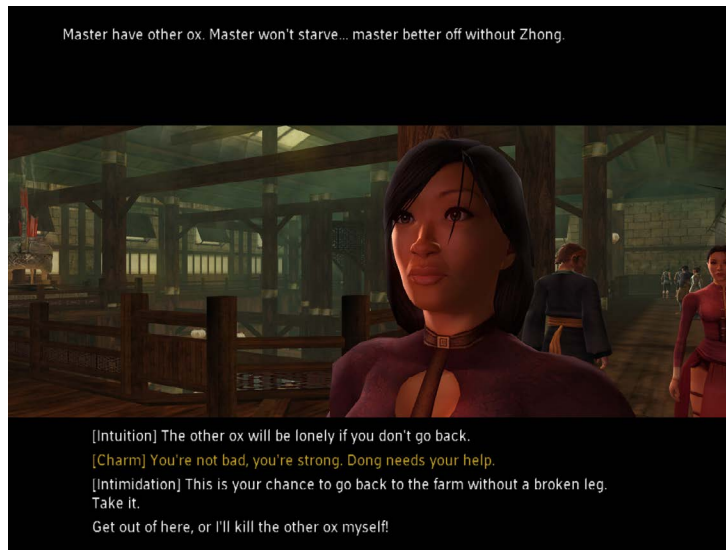 Master have other ox. Master won't starve... master better off without Zhong.
[Intuition] The other ox will be lonely if you don't go back.
[Charm] You're not bad, you're strong. Dong needs your help.
[Intimidation] This is your chance to go back to the farm without a broken leg.
Take it.
Get out of here, or I'll kill the other ox myself!